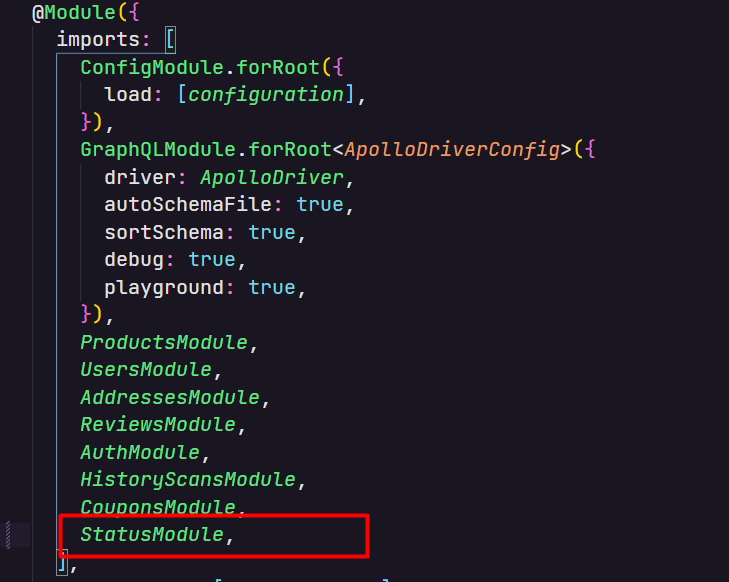 @Module({
imports: [
ConfigModule.forRoot({
load: [configuration],
}),
GraphQLModule.forRoot<ApolloDriverConfig>({
driver: ApolloDriver,
autoSchemaFile: true,
sortSchema: true,
debug: true,
playground: true,
}),
ProductsModule,
UsersModule,
AddressesModule,
ReviewsModule,
AuthModule,
HistoryScansModule,
CouponsModule,
StatusModule,
],